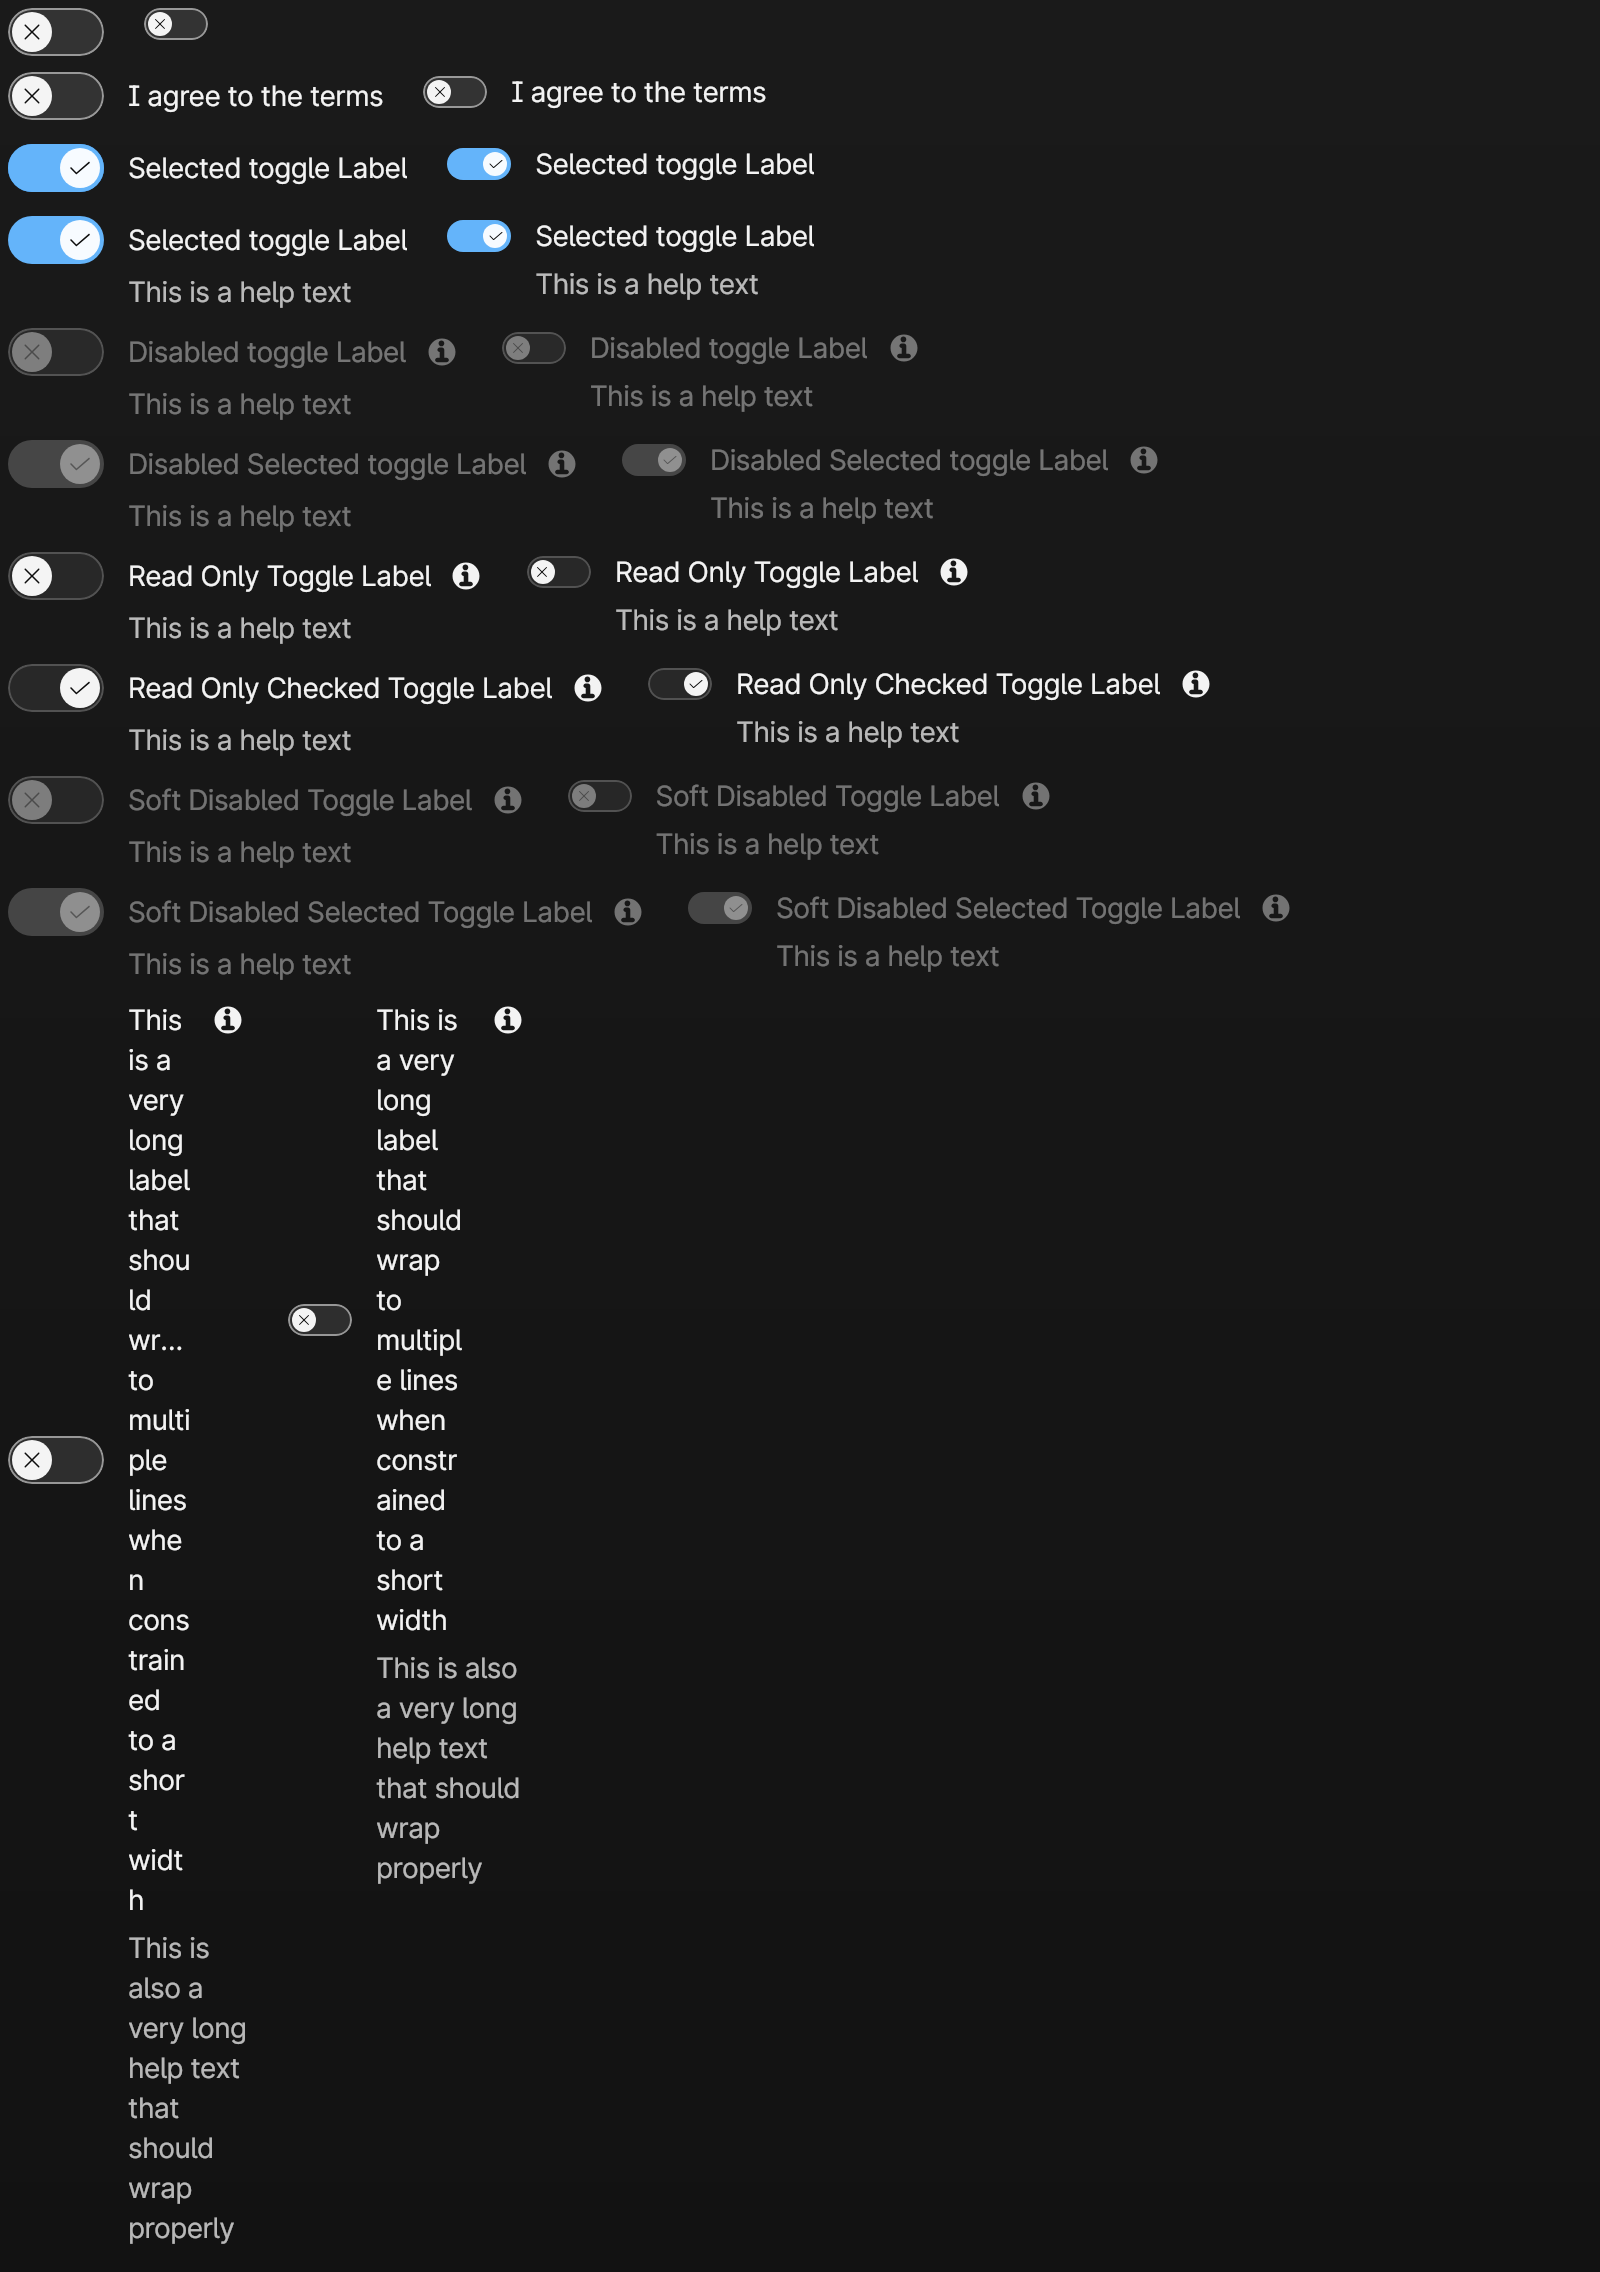 I agree to the terms
I agree to the terms
Selected toggle Label
Selected toggle Label
Selected toggle Label
This is a help text
Selected toggle Label
This is a help text
Disabled toggle Label
This is a help text
Disabled toggle Label
This is a help text
Disabled Selected toggle Label
This is a help text
Disabled Selected toggle Label
This is a help text
Read Only Toggle Label
This is a help text
Read Only Toggle Label
This is a help text
Read Only Checked Toggle Label
This is a help text
Read Only Checked Toggle Label
This is a help text
Soft Disabled Toggle Label
This is a help text
Soft Disabled Toggle Label
This is a help text
Soft Disabled Selected Toggle Label
This is a help text
Soft Disabled Selected Toggle Label
This is a help text
This
is a
very
long
label
that
shou
ld
wr...
to
multi
ple
lines
whe
n
cons
train
ed
to a
shor
t
widt
h
This is
also a
very long
help text
that
should
wrap
properly
This is
a very
long
label
that
should
wrap
to
multipl
e lines
when
constr
ained
to a
short
width
This is also
a very long
help text
that should
wrap
properly